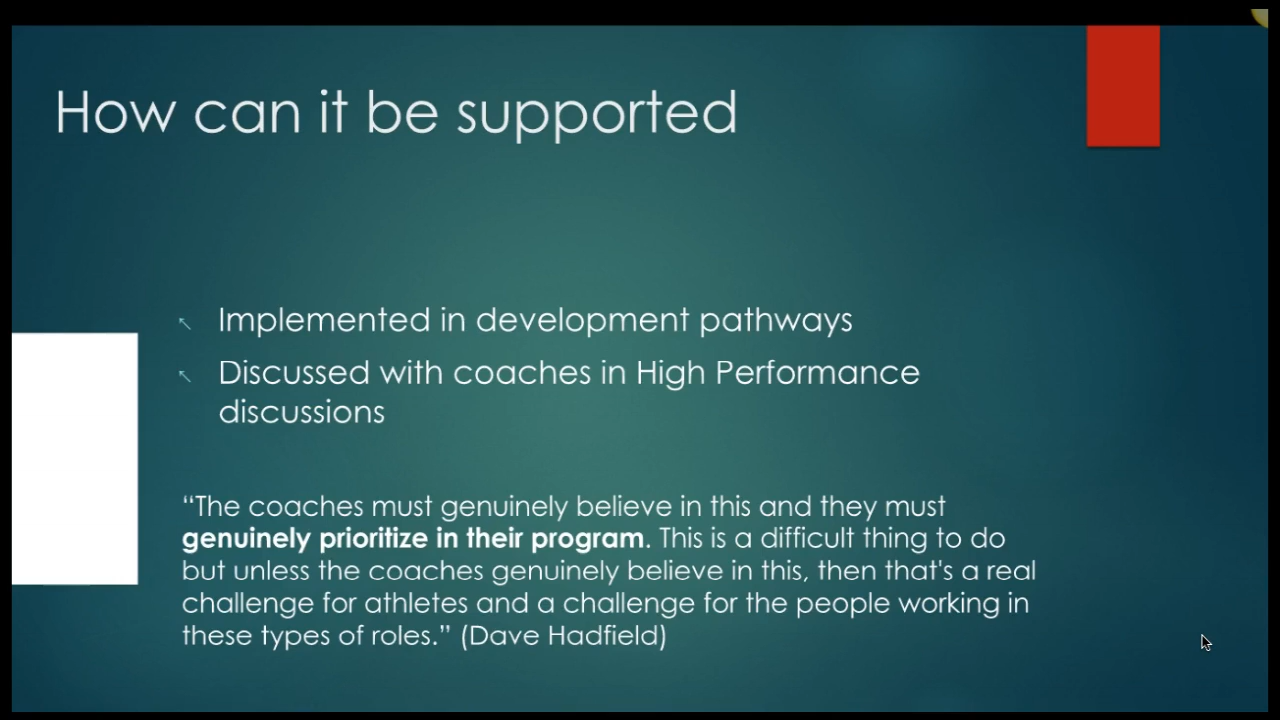 How can it be supported
Implemented in development pathways
Discussed with coaches in High Performance
discussions
“The coaches must genuinely believe in this and they must
genuinely prioritize in their program. This is a difficult thing to do
but unless the coaches genuinely believe in this, then that's a real
challenge for athletes and a challenge for the people working in
these types of roles.” (Dave Hadfield)